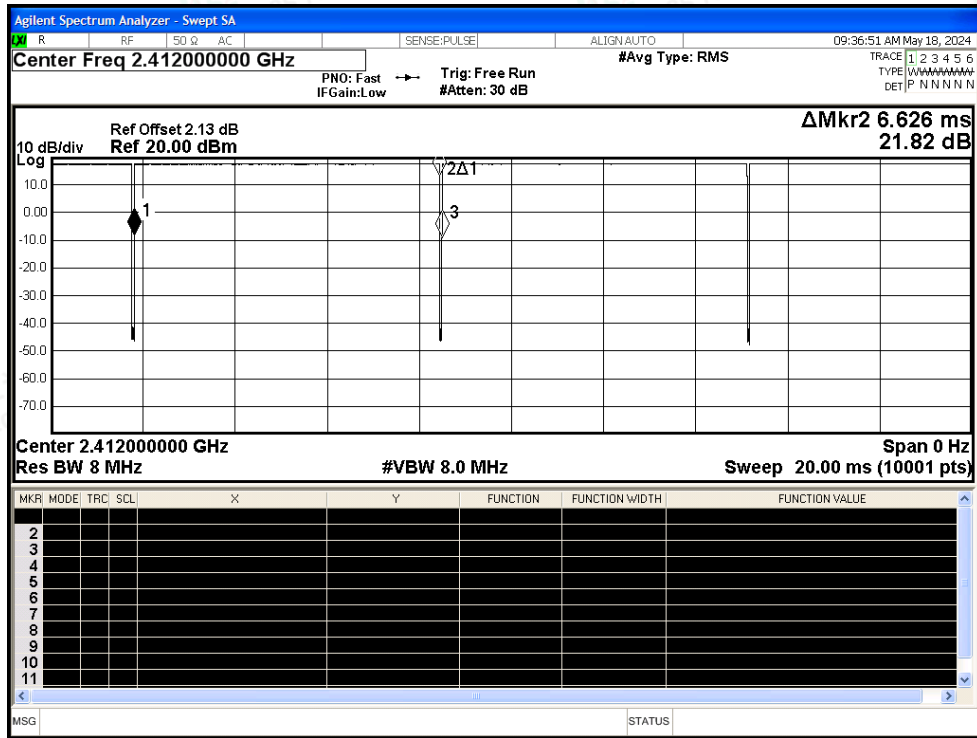 Agilent Spectrum Analyzer - Swept SA
LXI R RF 50 Ω AC SENSE:PULSE ALIGN AUTO 09:36:51 AM May 18, 2024
Center Freq 2.412000000 GHz
#Avg Type: RMS
TRACE 1 2 3 4 5 6
TYPE
DET P N N N N N
PNO: Fast
IFGain:Low
Trig: Free Run
#Atten: 30 dB
ΔMkr2 6.626 ms
21.82 dB
Ref Offset 2.13 dB
10 dB/div Ref 20.00 dBm
Log
10.0
0.00
-10.0
-20.0
-30.0
-40.0
-50.0
-60.0
-70.0
2Δ1
1
3
Center 2.412000000 GHz Span 0 Hz
Res BW 8 MHz #VBW 8.0 MHz Sweep 20.00 ms (10001 pts)
MKR MODE TRC SCL X Y FUNCTION FUNCTION WIDTH FUNCTION VALUE
2
3
4
5
6
7
8
9
10
11
MSG STATUS